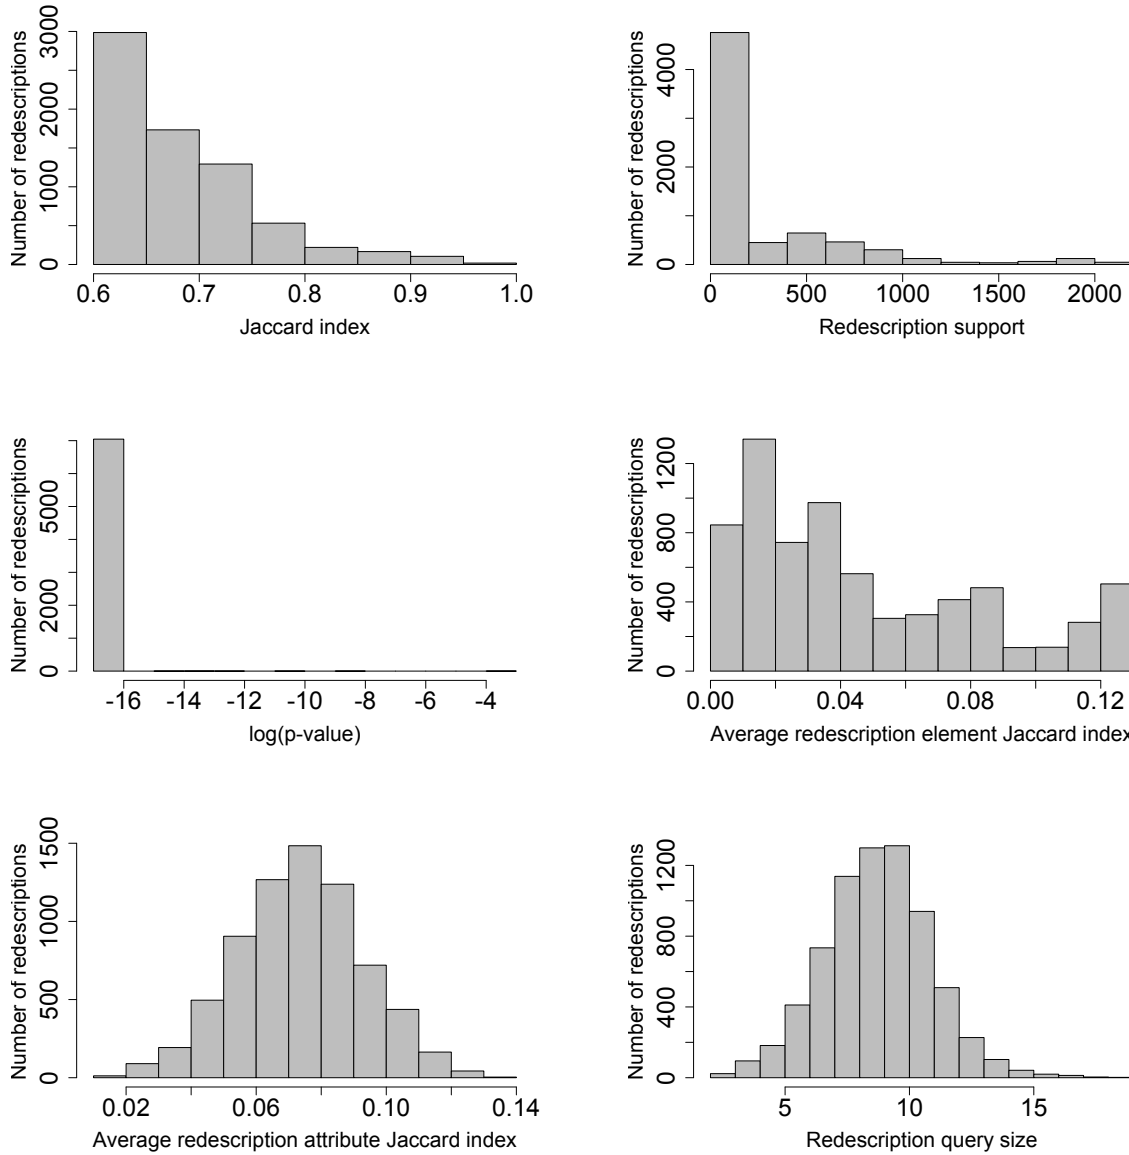 Number of redescriptions
0 1000 2000 3000
0.6 0.7 0.8 0.9 1.0
Jaccard index
Number of redescriptions
0 2000 4000
0 500 1000 1500 2000
Redescription support
Number of redescriptions
0 2000 5000
-16 -14 -12 -10 -8 -6 -4
log(p-value)
Number of redescriptions
0 400 800 1200
0.00 0.04 0.08 0.12
Average redescription element Jaccard index
Number of redescriptions
0 500 1000 1500
0.02 0.06 0.10 0.14
Average redescription attribute Jaccard index
Number of redescriptions
0 400 800 1200
5 10 15
Redescription query size